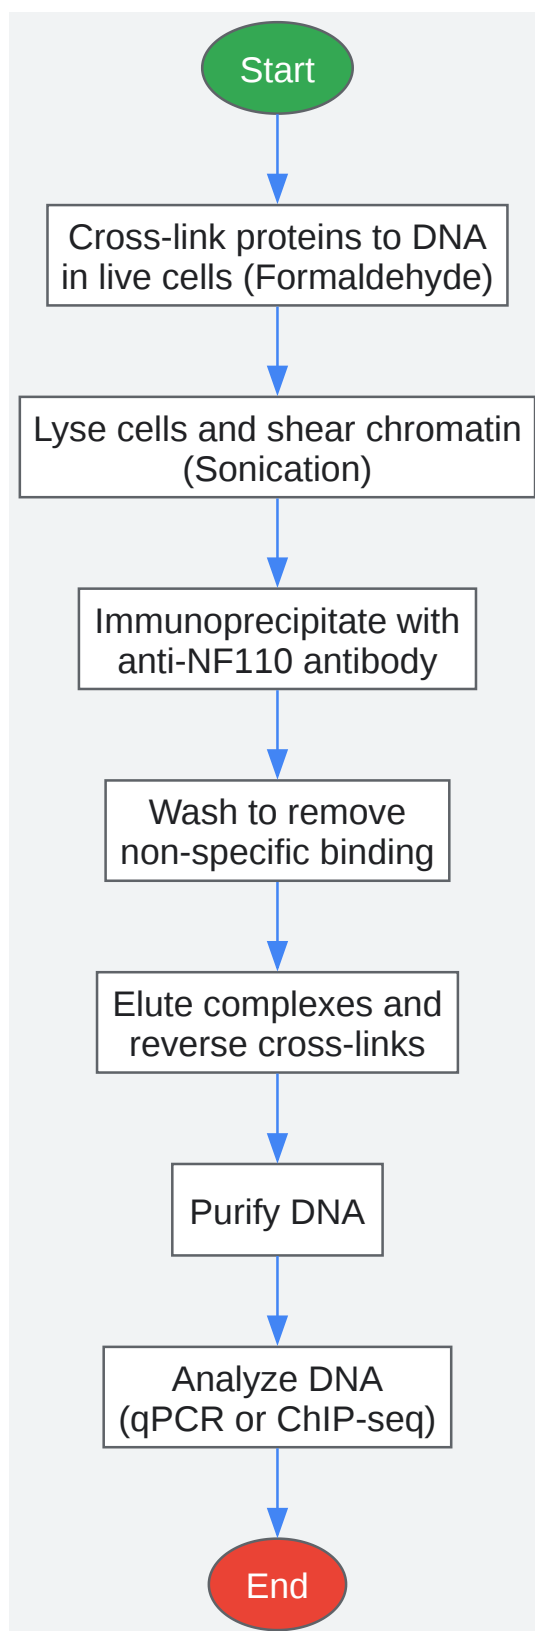 Start
Cross-link proteins to DNA
in live cells (Formaldehyde)
Lyse cells and shear chromatin
(Sonication)
Immunoprecipitate with
anti-NF110 antibody
Wash to remove
non-specific binding
Elute complexes and
reverse cross-links
Purify DNA
Analyze DNA
(qPCR or ChIP-seq)
End